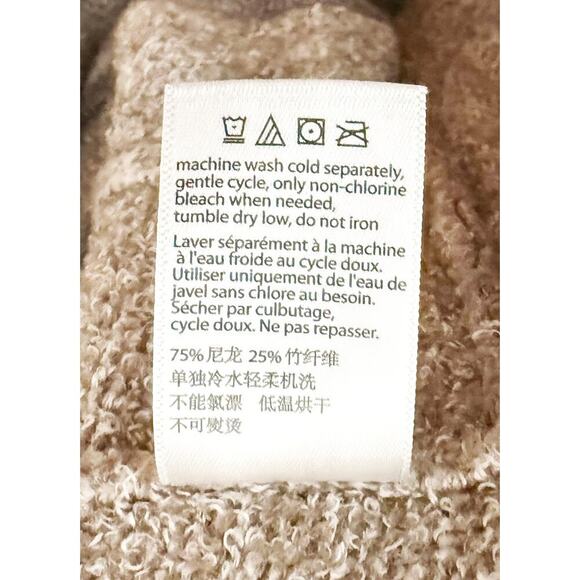 machine wash cold separately,
gentle cycle, only non-chlorine
bleach when needed,
tumble dry low, do not iron
Laver séparément à la machine
à l'eau froide au cycle doux.
Utiliser uniquement de l'eau de
javel sans chlore au besoin.
Sécher par culbutage,
cycle doux. Ne pas repasser.
75% 尼龙 25% 竹纤维
单独冷水轻柔机洗
不能氯漂 低温烘干
不可熨烫